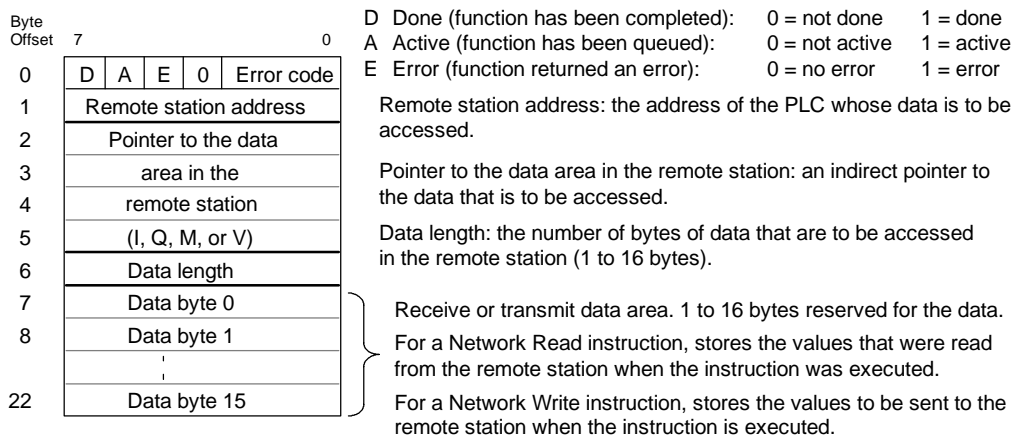 Byte
Offset 7 0
0 D A E 0 Error code
1 Remote station address
2 Pointer to the data
3 area in the
4 remote station
5 (I, Q, M, or V)
6 Data length
7 Data byte 0
8 Data byte 1
22 Data byte 15
D Done (function has been completed): 0 = not done 1 = done
A Active (function has been queued): 0 = not active 1 = active
E Error (function returned an error): 0 = no error 1 = error
Remote station address: the address of the PLC whose data is to be
accessed.
Pointer to the data area in the remote station: an indirect pointer to
the data that is to be accessed.
Data length: the number of bytes of data that are to be accessed
in the remote station (1 to 16 bytes).
Receive or transmit data area. 1 to 16 bytes reserved for the data.
For a Network Read instruction, stores the values that were read
from the remote station when the instruction was executed.
For a Network Write instruction, stores the values to be sent to the
remote station when the instruction is executed.